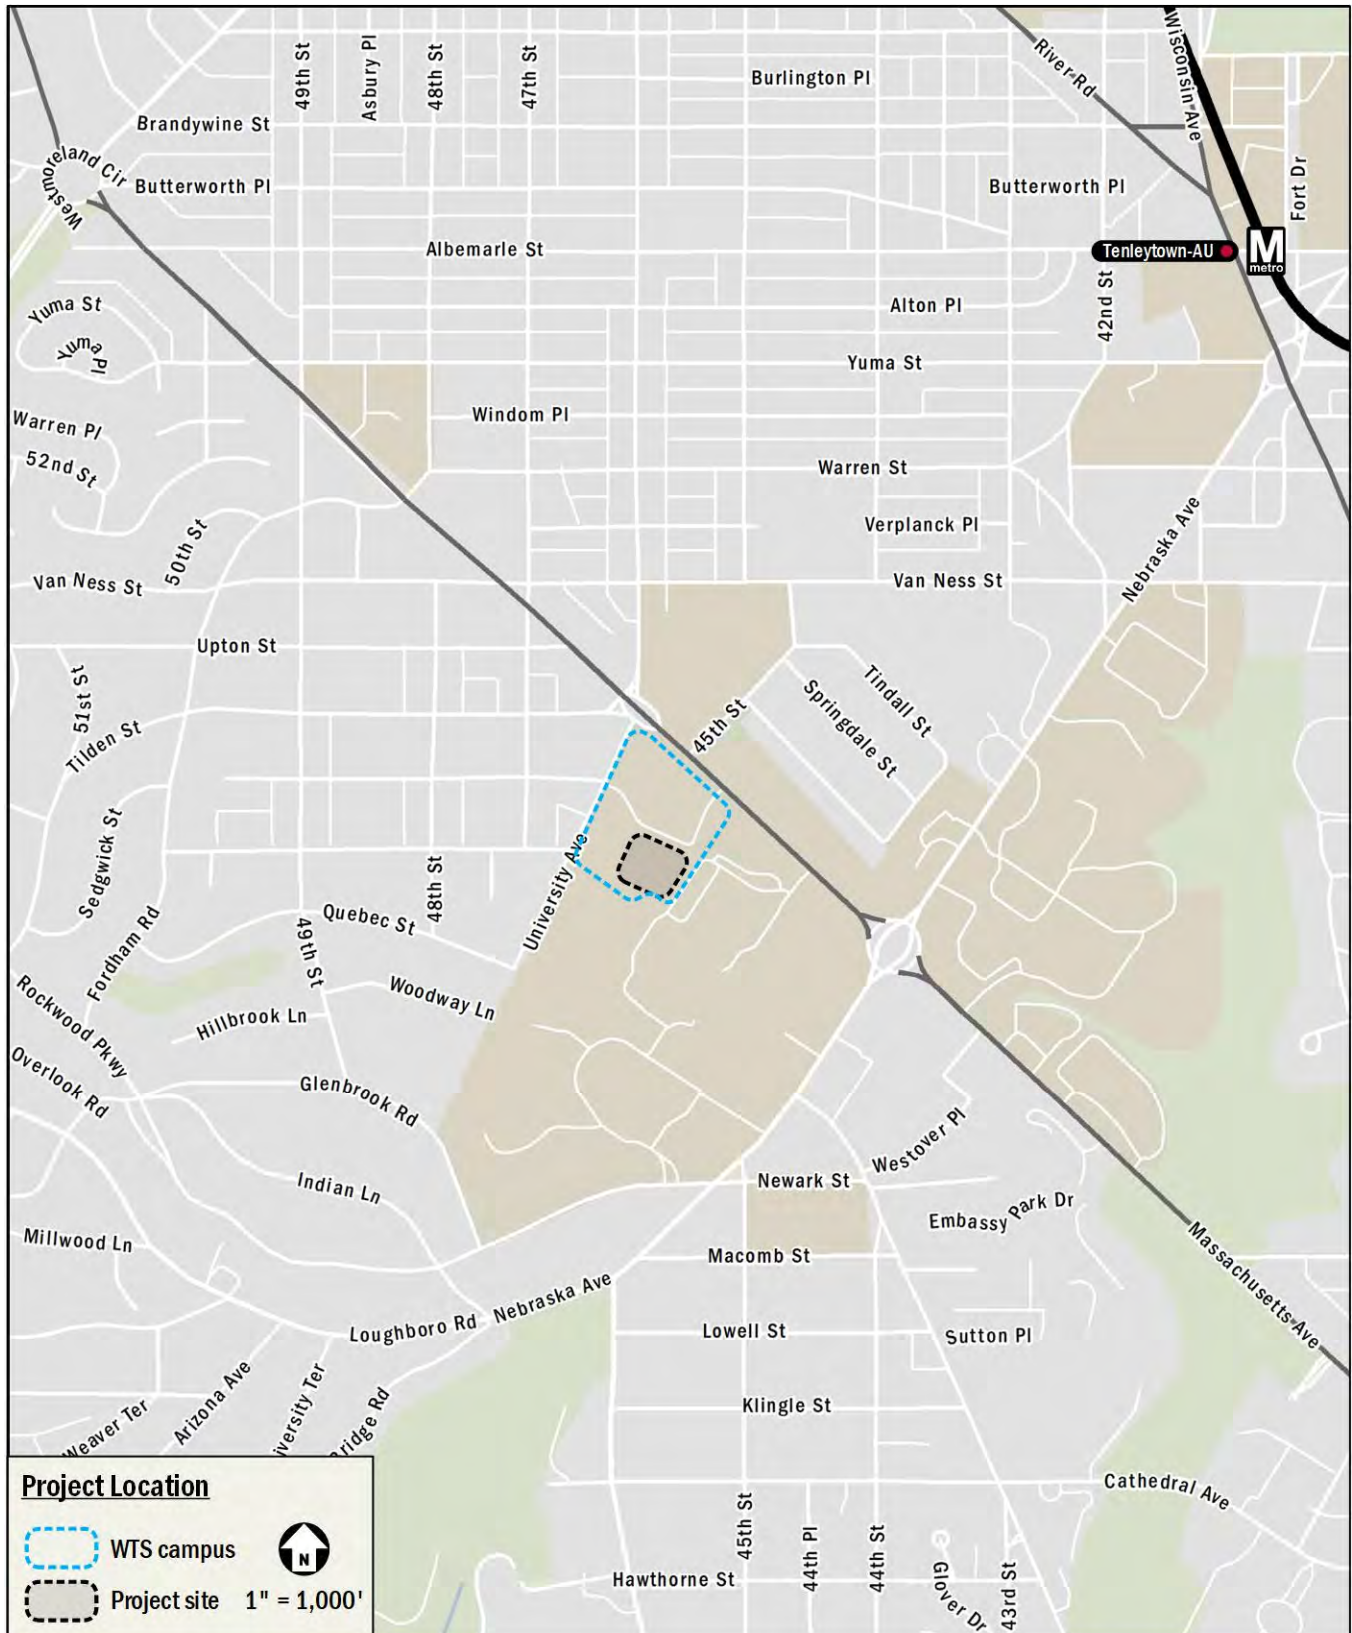 49th St
Asbury Pl
48th St
47th St
Burlington Pl
River Rd
Wisconsin Ave
Brandywine St
Westmoreland Cir
Butterworth Pl
Butterworth Pl
Fort Dr
Albemarle St
Tenleytown-AU
M
metro
Yuma St
Yuma Pl
Alton Pl
42nd St
Yuma St
Warren Pl
52nd St
Windom Pl
Warren St
Verplanck Pl
Nebraska Ave
50th St
Van Ness St
Van Ness St
Upton St
51st St
Tilden St
45th St
Tindall St
Springdale St
Sedgwick St
University Ave
48th St
Quebec St
49th St
Fordham Rd
Woodway Ln
Hillbrook Ln
Rockwood Pkwy
Overlook Rd
Glenbrook Rd
Westover Pl
Newark St
Indian Ln
Embassy Park Dr
Millwood Ln
Macomb St
Massachusetts Ave
Nebraska Ave
Loughboro Rd
Lowell St
Sutton Pl
Arizona Ave
iversity Ter
ridge Rd
Weaver Ter
Klingle St
Cathedral Ave
45th St
44th Pl
44th St
Hawthorne St
Glover Dr
43rd St
Project Location
WTS campus
N
Project site 1" = 1,000'